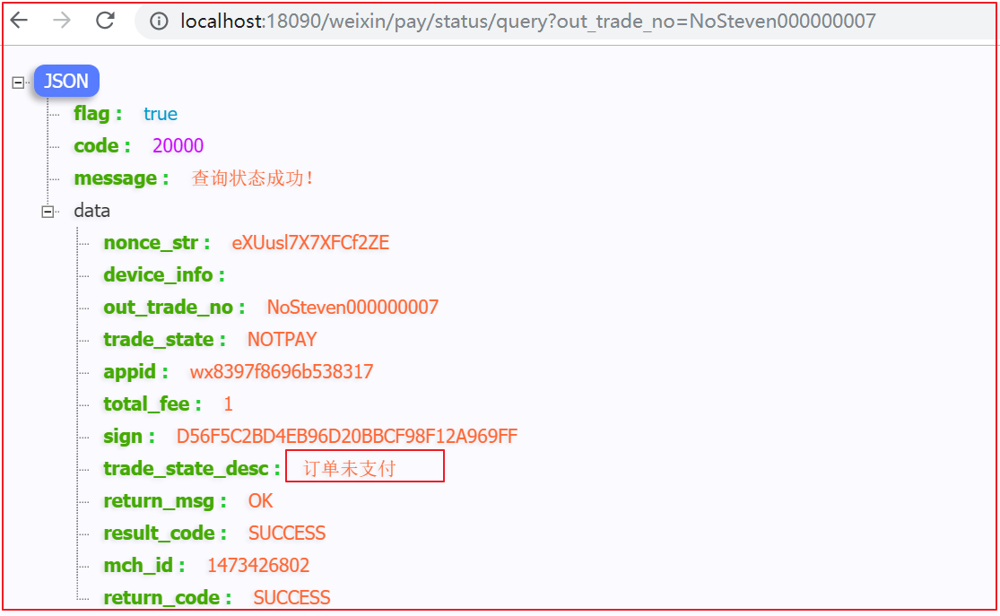 localhost:18090/weixin/pay/status/query?out_trade_no=NoSteven000000007
JSON
flag : true
code : 20000
message : 查询状态成功！
data
nonce_str : eXUusl7X7XFCf2ZE
device_info :
out_trade_no : NoSteven000000007
trade_state : NOTPAY
appid : wx8397f8696b538317
total_fee : 1
sign : D56F5C2BD4EB96D20BBCF98F12A969FF
trade_state_desc : 订单未支付
return_msg : OK
result_code : SUCCESS
mch_id : 1473426802
return_code : SUCCESS